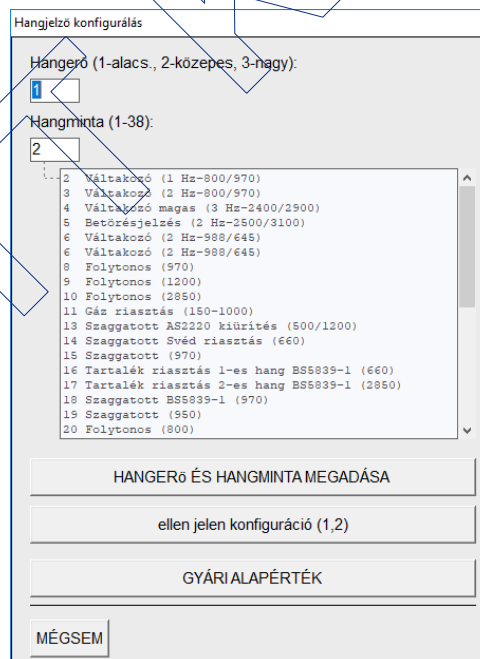 Hangjelző konfigurálás
Hangerő (1-alacs., 2-közepes, 3-nagy):
1
Hangminta (1-38):
2
2 Váltakozó (1 Hz-800/970)
3 Váltakozó (2 Hz-800/970)
4 Váltakozó magas (3 Hz-2400/2900)
5 Betörésjelzés (2 Hz-2500/3100)
6 Váltakozó (2 Hz-988/645)
6 Váltakozó (2 Hz-988/645)
8 Folytonos (970)
9 Folytonos (1200)
10 Folytonos (2850)
11 Gáz riasztás (150-1000)
13 Szaggatott AS2220 kiürítés (500/1200)
14 Szaggatott Svéd riasztás (660)
15 Szaggatott (970)
16 Tartalék riasztás 1-es hang BS5839-1 (660)
17 Tartalék riasztás 2-es hang BS5839-1 (2850)
18 Szaggatott BS5839-1 (970)
19 Szaggatott (950)
20 Folytonos (800)
HANGERő ÉS HANGMINTA MEGADÁSA
ellen jelen konfiguráció (1,2)
GYÁRI ALAPÉRTÉK
MÉGSEM